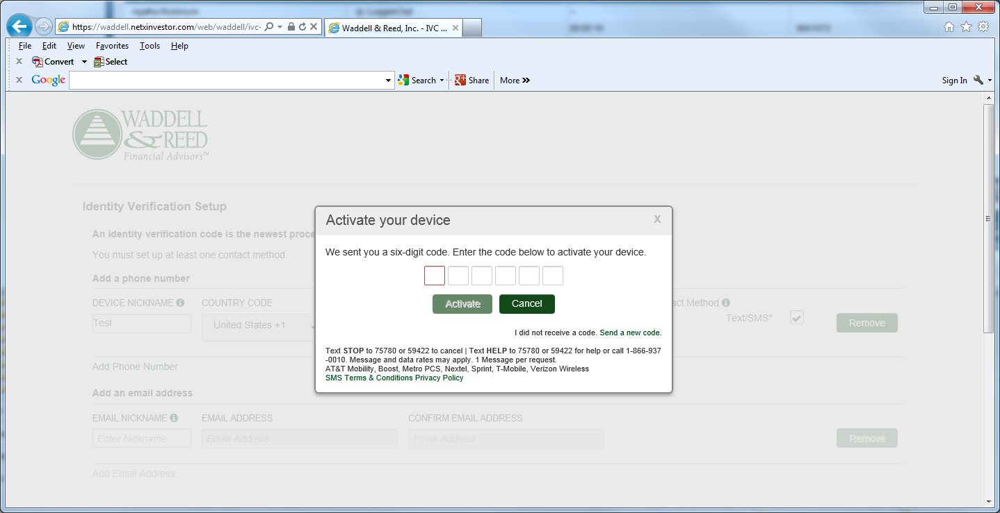 Agatha Robinson Logged Out
https://waddell.netxinvestor.com/web/waddell/ivc- Waddell & Reed, Inc. - IVC ... x
File Edit View Favorites Tools Help
x Convert Select
x Google Search Share More » Sign In
WADDELL
& REED
Financial Advisors™
Identity Verification Setup
An identity verification code is the newest proce
You must set up at least one contact method.
Add a phone number
DEVICE NICKNAME COUNTRY CODE act Method
Test United States +1 Text/SMS* Remove
Add Phone Number
Add an email address
EMAIL NICKNAME EMAIL ADDRESS CONFIRM EMAIL ADDRESS
Enter Nickname Email Address Email Address Remove
Add Email Address
Activate your device X
We sent you a six-digit code. Enter the code below to activate your device.
Activate Cancel
I did not receive a code. Send a new code.
Text STOP to 75780 or 59422 to cancel | Text HELP to 75780 or 59422 for help or call 1-866-937
-0010. Message and data rates may apply. 1 Message per request.
AT&T Mobility, Boost, Metro PCS, Nextel, Sprint, T-Mobile, Verizon Wireless
SMS Terms & Conditions Privacy Policy